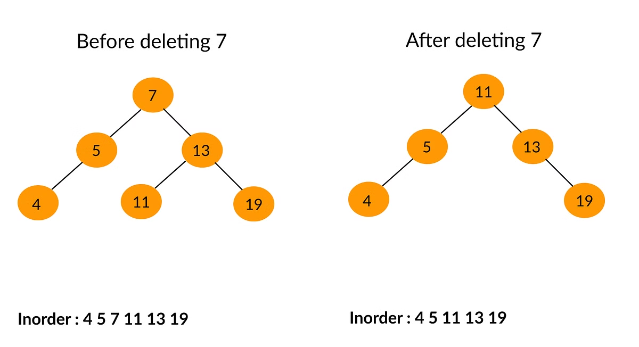 Before deleting 7
7
5
13
4
11
19
Inorder : 4 5 7 11 13 19
After deleting 7
11
5
13
4
19
Inorder : 4 5 11 13 19